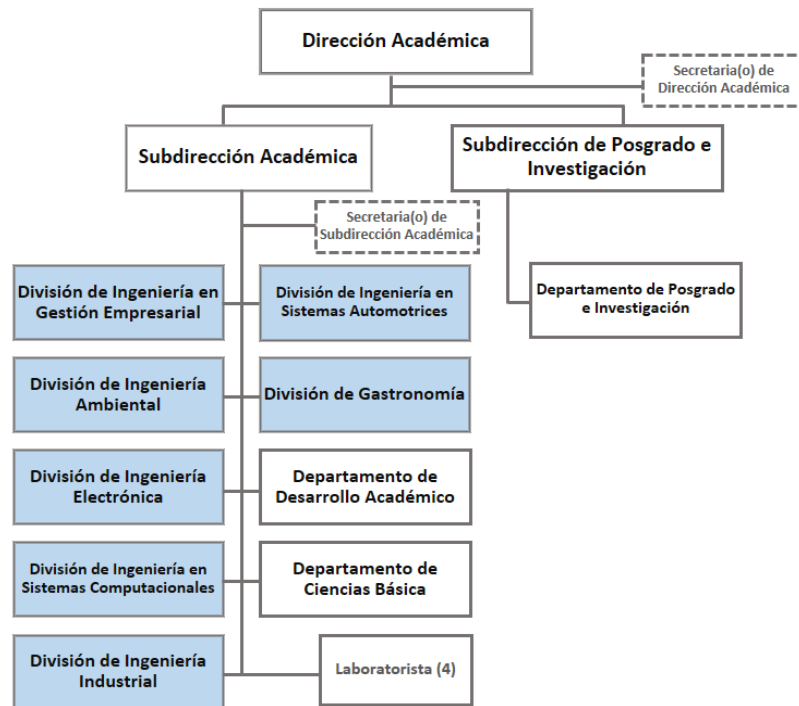 Dirección Académica
Secretaria(o) de
Dirección Académica
Subdirección Académica
Subdirección de Posgrado e
Investigación
Secretaria(o) de
Subdirección Académica
División de Ingeniería en
Gestión Empresarial
División de Ingeniería en
Sistemas Automotrices
Departamento de Posgrado
e Investigación
División de Ingeniería
Ambiental
División de Gastronomía
División de Ingeniería
Electrónica
Departamento de
Desarrollo Académico
División de Ingeniería en
Sistemas Computacionales
Departamento de
Ciencias Básica
División de Ingeniería
Industrial
Laboratorista (4)